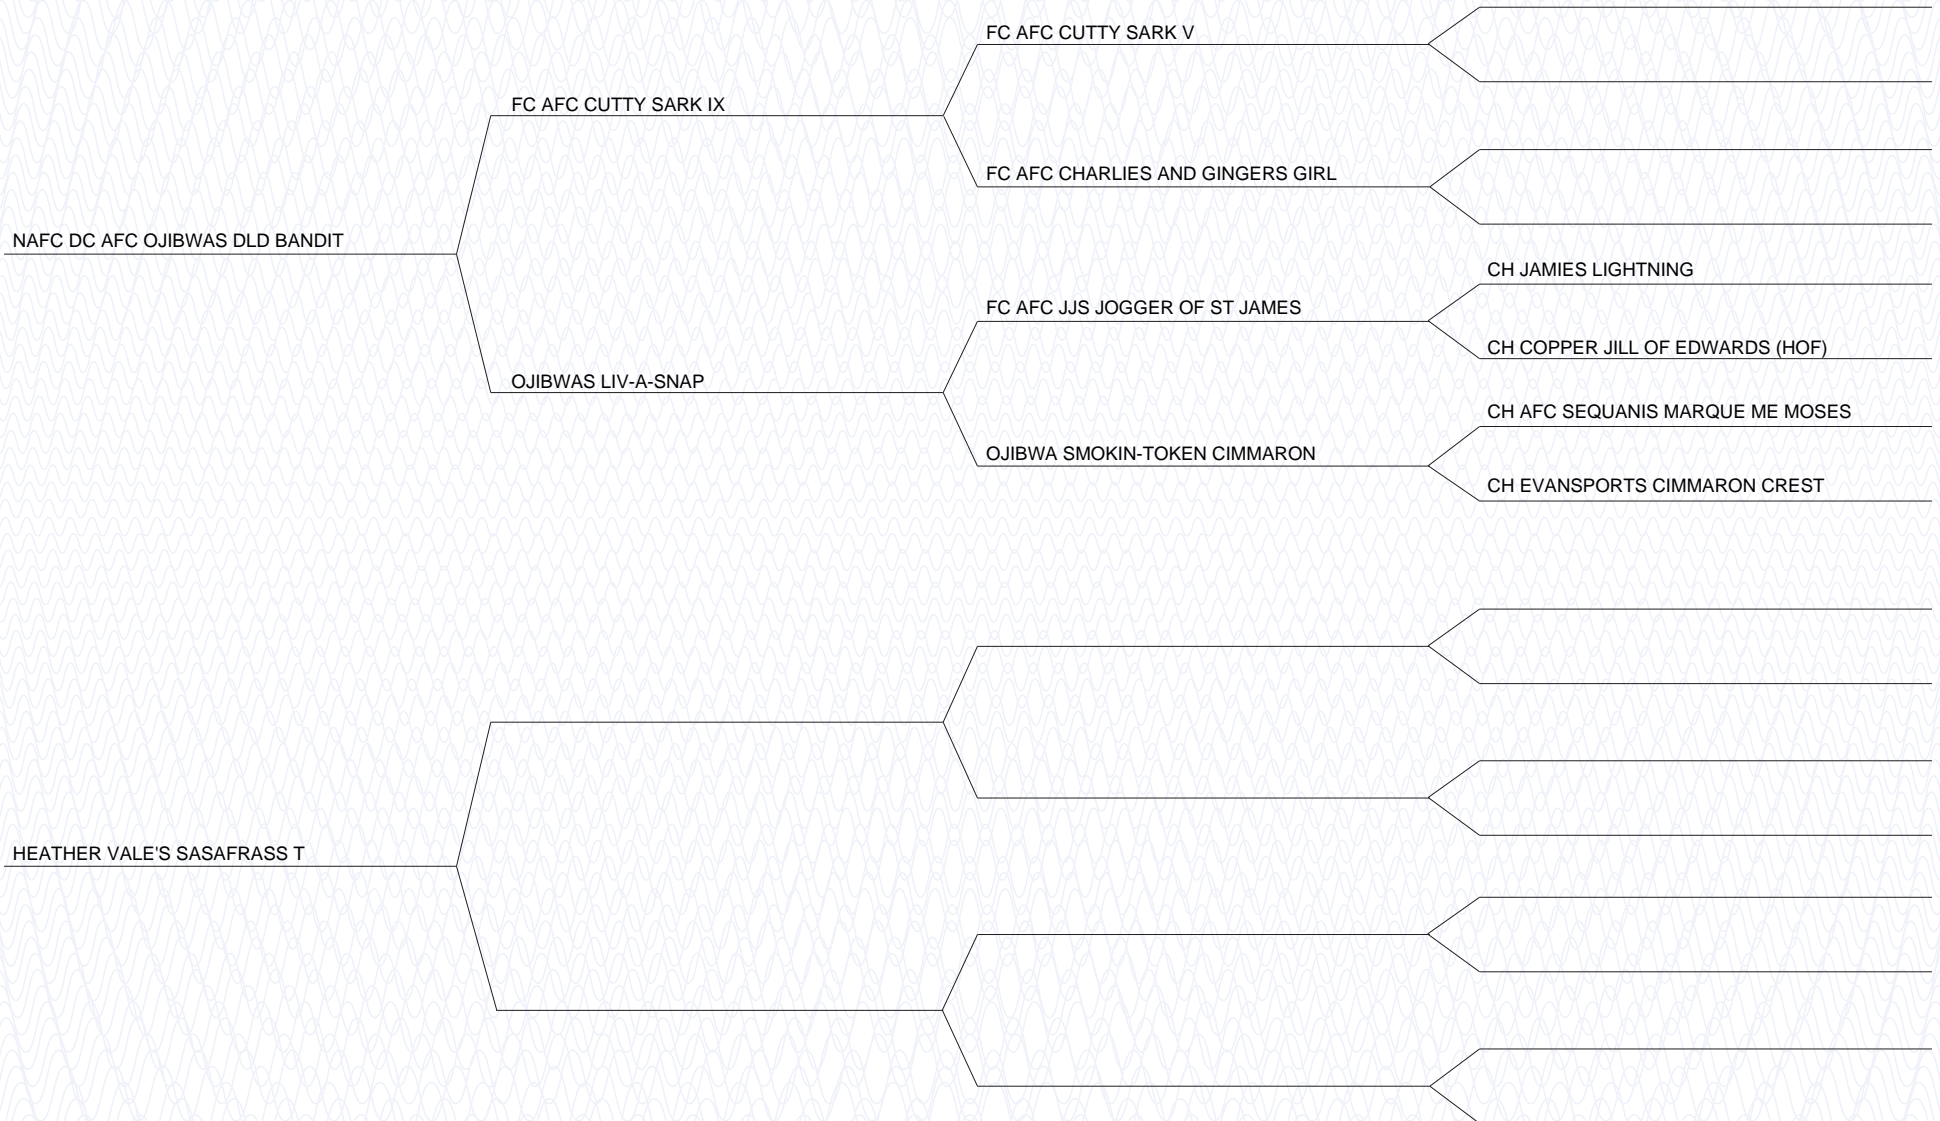 FC AFC CUTTY SARK V
FC AFC CUTTY SARK IX
FC AFC CHARLIES AND GINGERS GIRL
NAFC DC AFC OJIBWAS DLD BANDIT
CH JAMIES LIGHTNING
FC AFC JJS JOGGER OF ST JAMES
CH COPPER JILL OF EDWARDS (HOF)
OJIBWAS LIV-A-SNAP
CH AFC SEQUANIS MARQUE ME MOSES
OJIBWA SMOKIN-TOKEN CIMMARON
CH EVANSPORTS CIMMARON CREST
HEATHER VALE'S SASAFRASS T